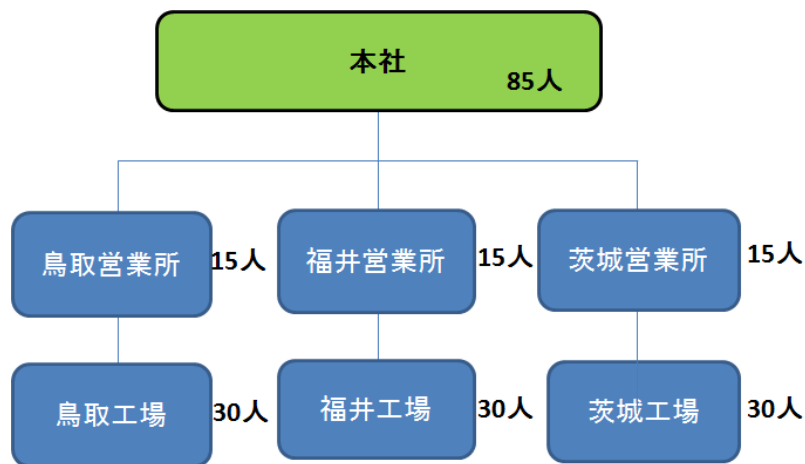 本社
85人
鳥取営業所 15人
福井営業所 15人
茨城営業所 15人
鳥取工場 30人
福井工場 30人
茨城工場 30人